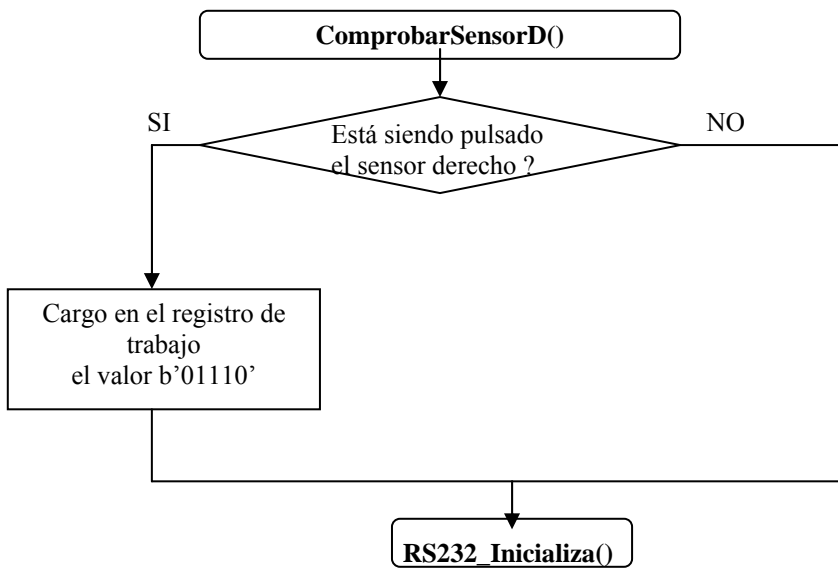 ComprobarSensorD()
SI
NO
Está siendo pulsado
el sensor derecho ?
Cargo en el registro de
trabajo
el valor b’01110’
RS232_Inicializa()